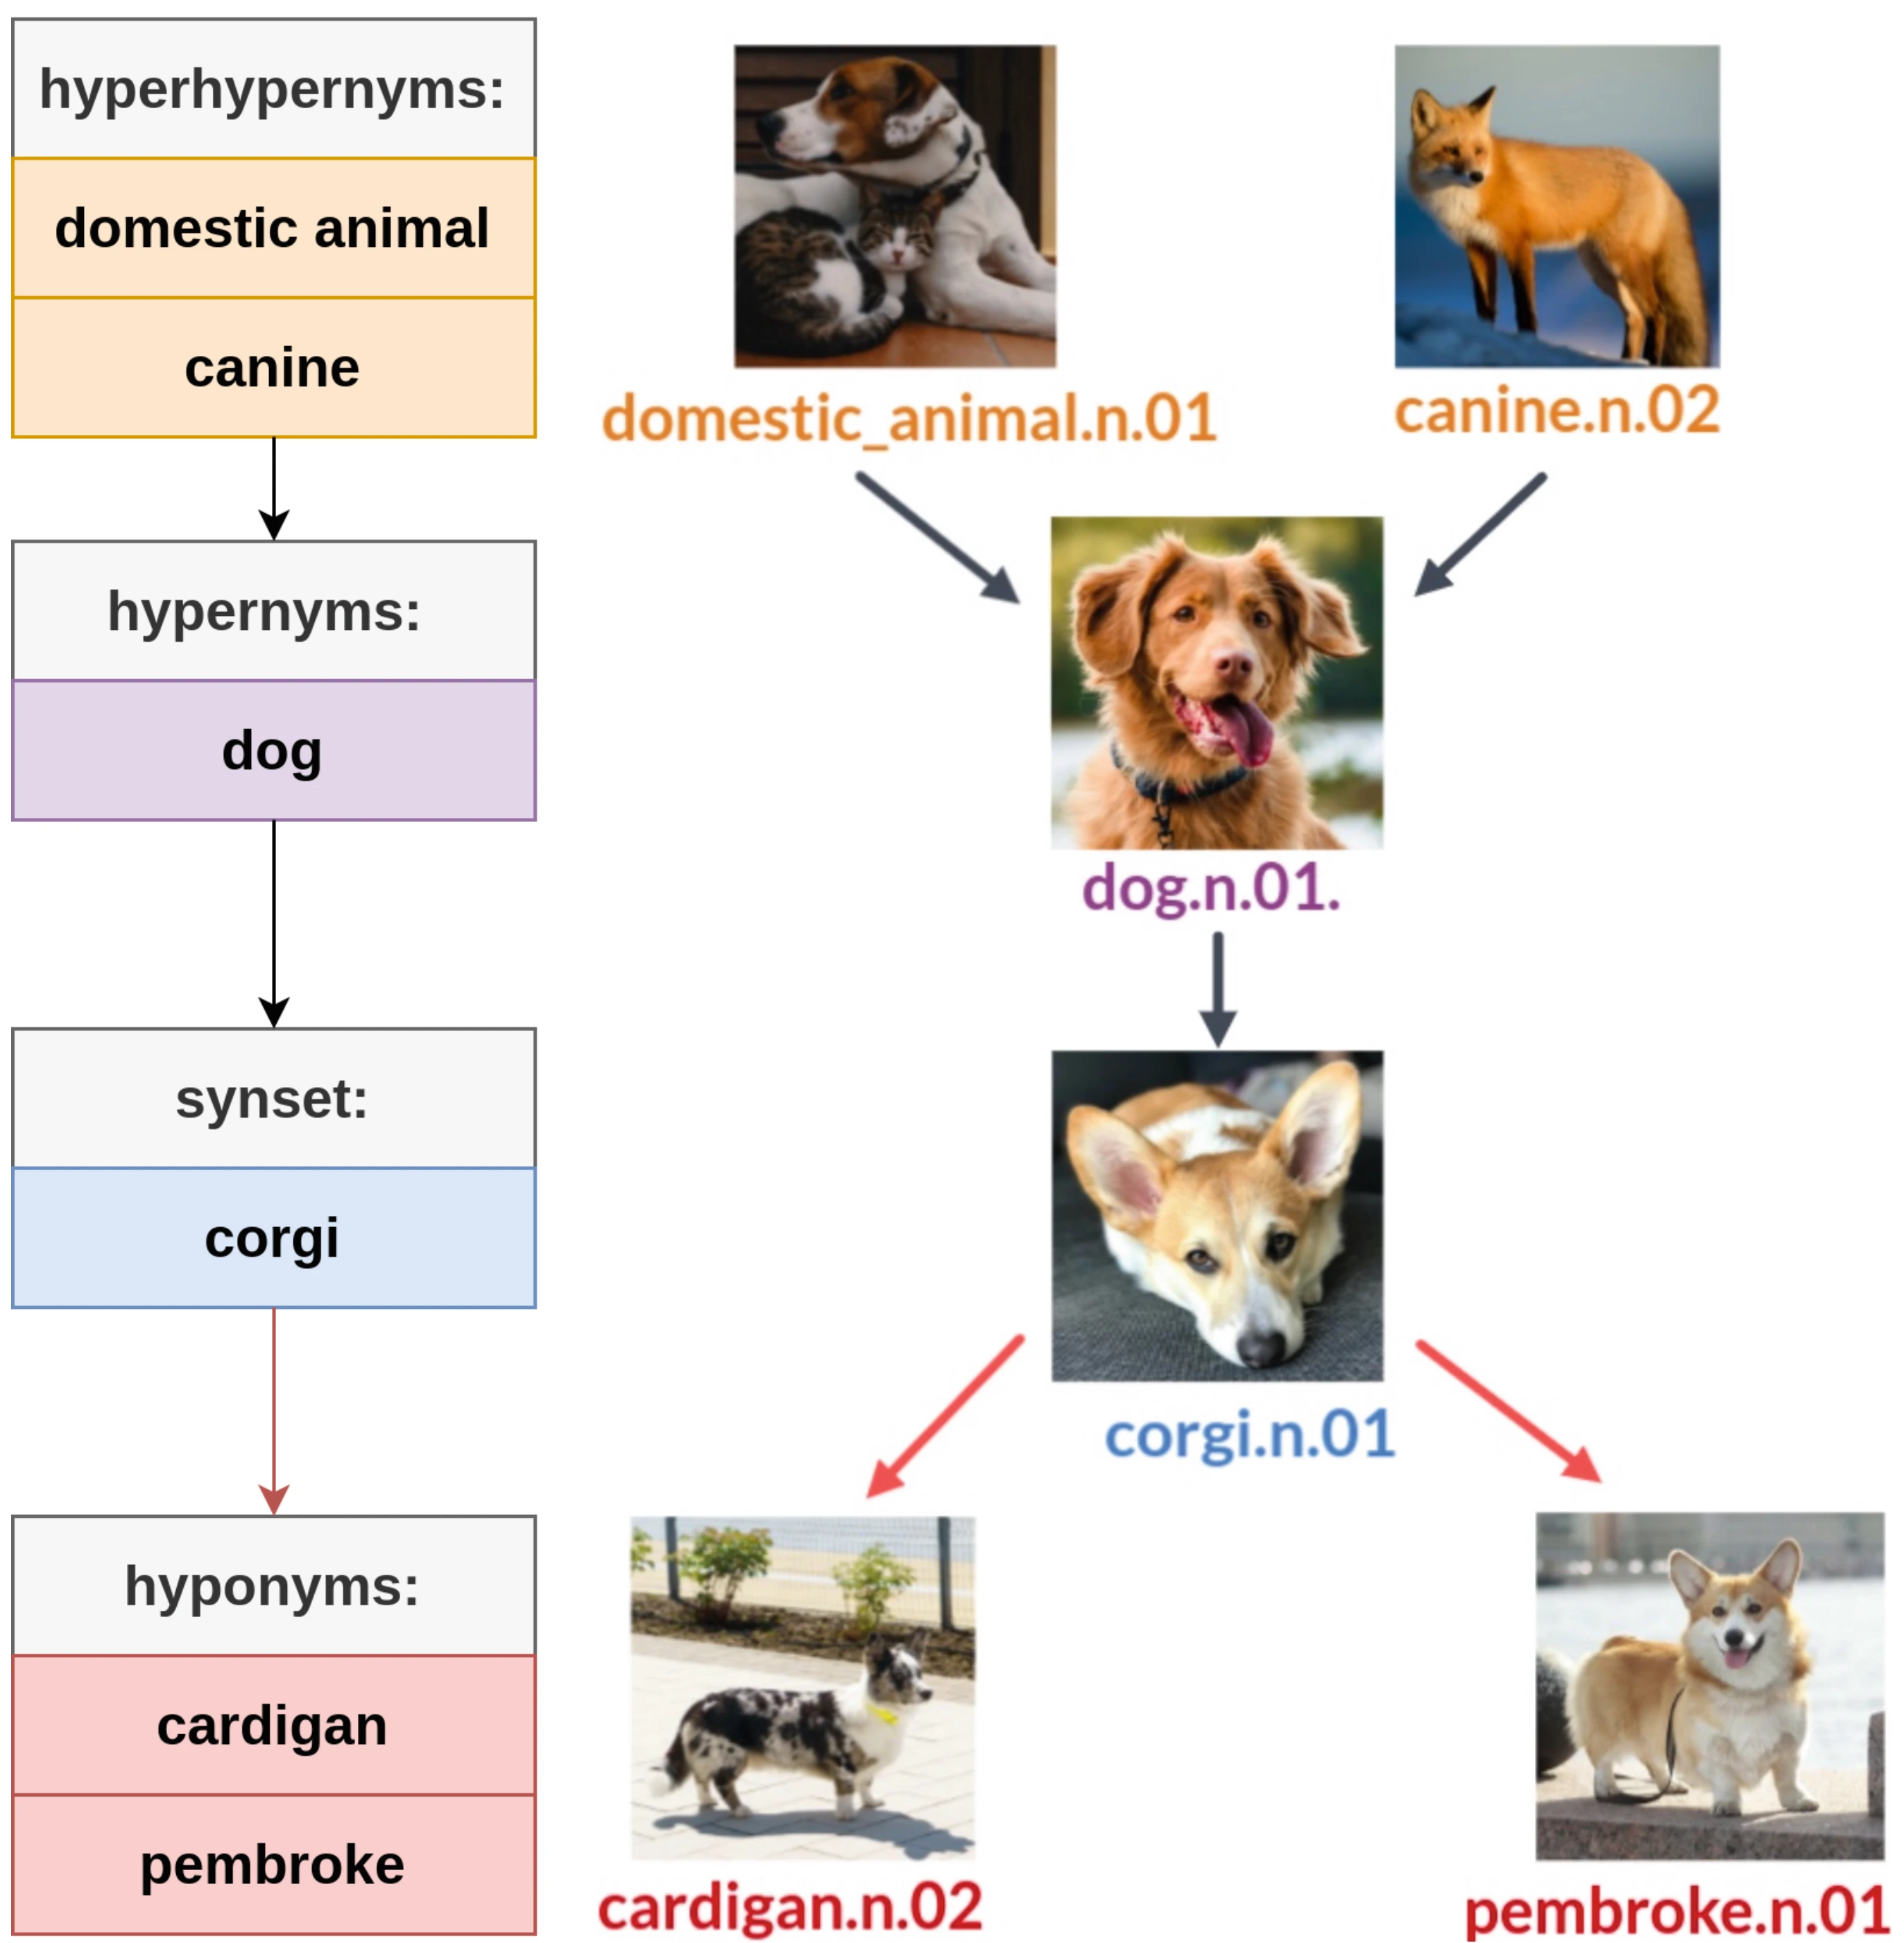 hyperhypernyms:
domestic animal
canine
hypernyms:
dog
synset:
corgi
hyponyms:
cardigan
pembroke
domestic_animal.n.01
canine.n.02
dog.n.01.
corgi.n.01
cardigan.n.02
pembroke.n.01